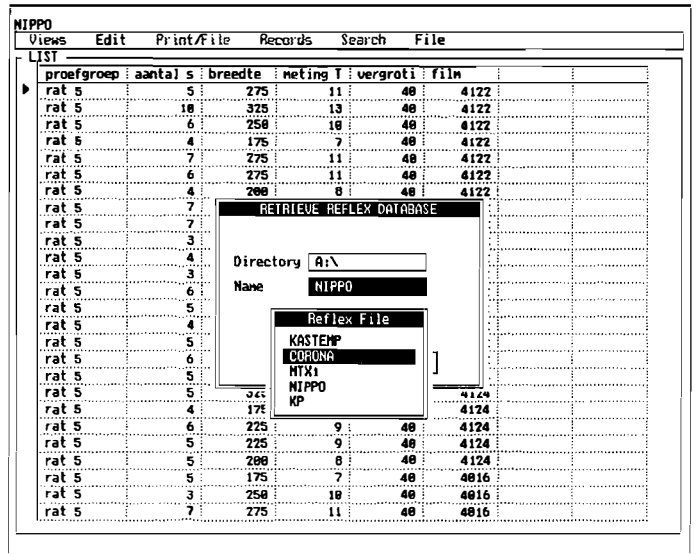 NIPPO
Views Edit Print/File Records Search File
LIST
proefgroep aantal s breedte meting T vergroti film
rat 5 5 275 11 40 4122
rat 5 10 325 13 40 4122
rat 5 6 250 10 40 4122
rat 5 4 175 7 40 4122
rat 5 7 275 11 40 4122
rat 5 6 275 11 40 4122
rat 5 4 200 8 40 4122
rat 5 7
rat 5 7
rat 5 3
rat 5 4
rat 5 3
rat 5 6
rat 5 5
rat 5 4
rat 5 5
rat 5 6
rat 5 5
rat 5 5 4124
rat 5 4 175 4124
rat 5 6 225 9 40 4124
rat 5 5 225 9 40 4124
rat 5 5 200 8 40 4124
rat 5 5 175 7 40 4016
rat 5 3 250 10 40 4016
rat 5 7 275 11 40 4016
RETRIEVE REFLEX DATABASE
Directory A:\
Name NIPPO
Reflex File
KASTEMP
CORONA
MTX1
NIPPO
KP